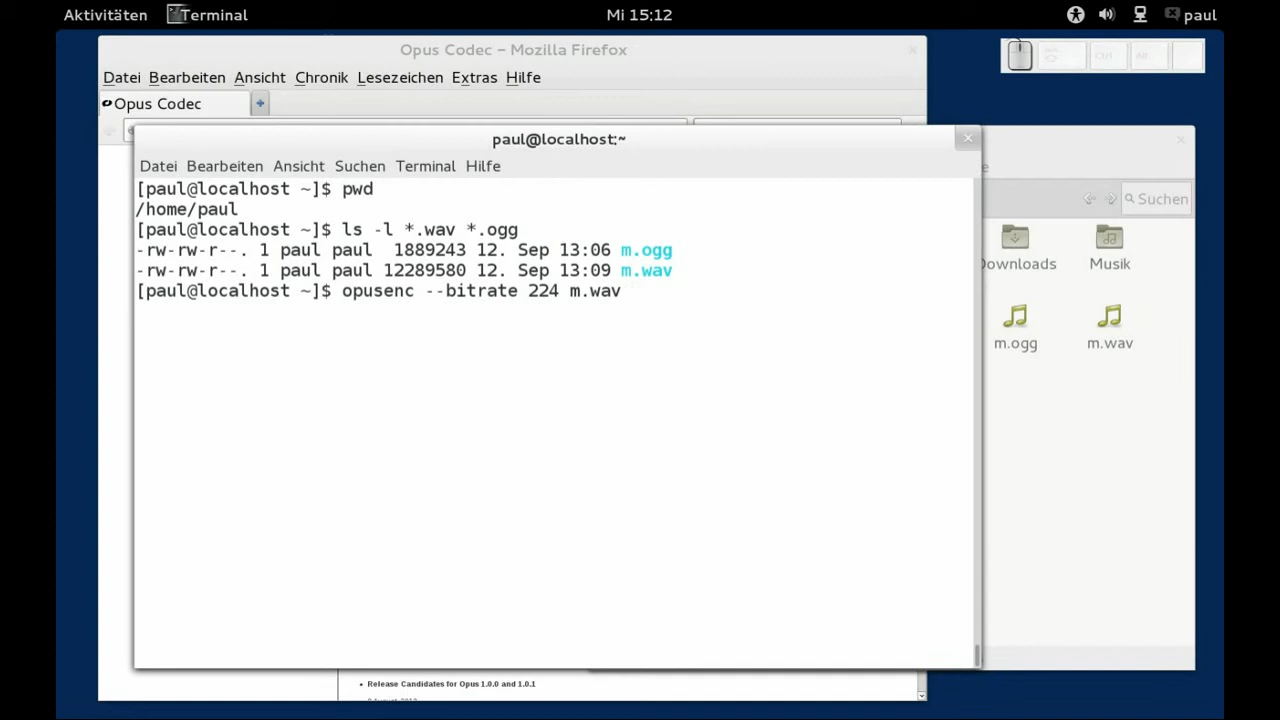 Aktivitäten Terminal Mi 15:12 paul
Opus Codec – Mozilla Firefox
Datei Bearbeiten Ansicht Chronik Lesezeichen Extras Hilfe
Opus Codec
paul@localhost:~
Datei Bearbeiten Ansicht Suchen Terminal Hilfe
[paul@localhost ~]$ pwd
/home/paul
[paul@localhost ~]$ ls -l *.wav *.ogg
-rw-rw-r--. 1 paul paul  1889243 12. Sep 13:06 m.ogg
-rw-rw-r--. 1 paul paul 12289580 12. Sep 13:09 m.wav
[paul@localhost ~]$ opusenc --bitrate 224 m.wav
Suchen
Downloads Musik
m.ogg m.wav
• Release Candidates for Opus 1.0.0 and 1.0.1